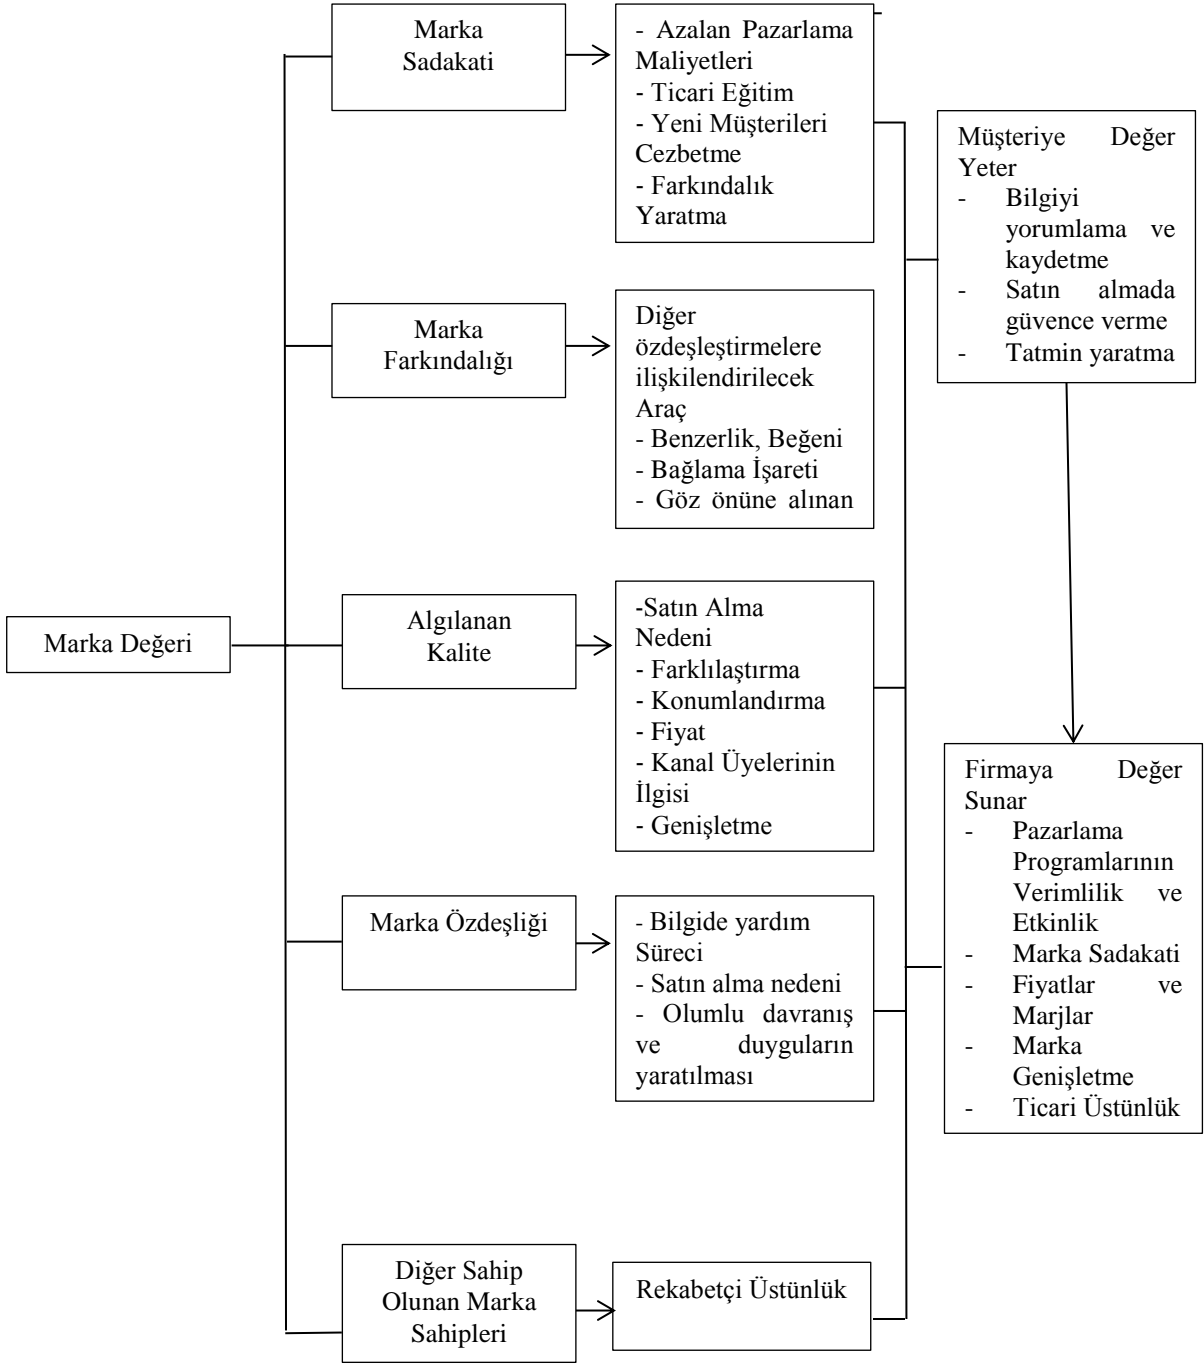 Marka
Sadakati
- Azalan Pazarlama
Maliyetleri
- Ticari Eğitim
- Yeni Müşterileri
Cezbetme
- Farkındalık
Yaratma
Müşteriye Değer
Yeter
- Bilgiyi
yorumlama ve
kaydetme
- Satın almada
güvence verme
- Tatmin yaratma
Marka
Farkındalığı
Diğer
özdeşleştirmelere
ilişkilendirilecek
Araç
- Benzerlik, Beğeni
- Bağlama İşareti
- Göz önüne alınan
Marka Değeri
Algılanan
Kalite
-Satın Alma
Nedeni
- Farklılaştırma
- Konumlandırma
- Fiyat
- Kanal Üyelerinin
İlgisi
- Genişletme
Firmaya Değer
Sunar
- Pazarlama
Programlarının
Verimlilik ve
Etkinlik
- Marka Sadakati
- Fiyatlar ve
Marjlar
- Marka
Genişletme
- Ticari Üstünlük
Marka Özdeşliği
- Bilgide yardım
Süreci
- Satın alma nedeni
- Olumlu davranış
ve duyguların
yaratılması
Diğer Sahip
Olunan Marka
Sahipleri
Rekabetçi Üstünlük